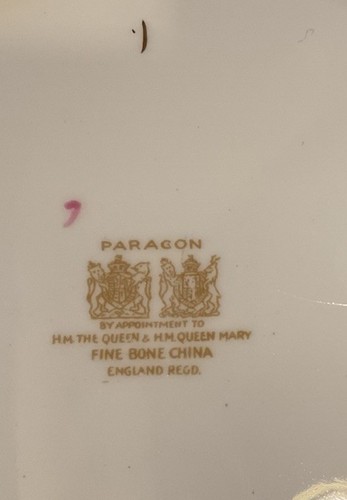 PARAGON
BY APPOINTMENT TO
H.M. THE QUEEN & H.M. QUEEN MARY
FINE BONE CHINA
ENGLAND REGD.